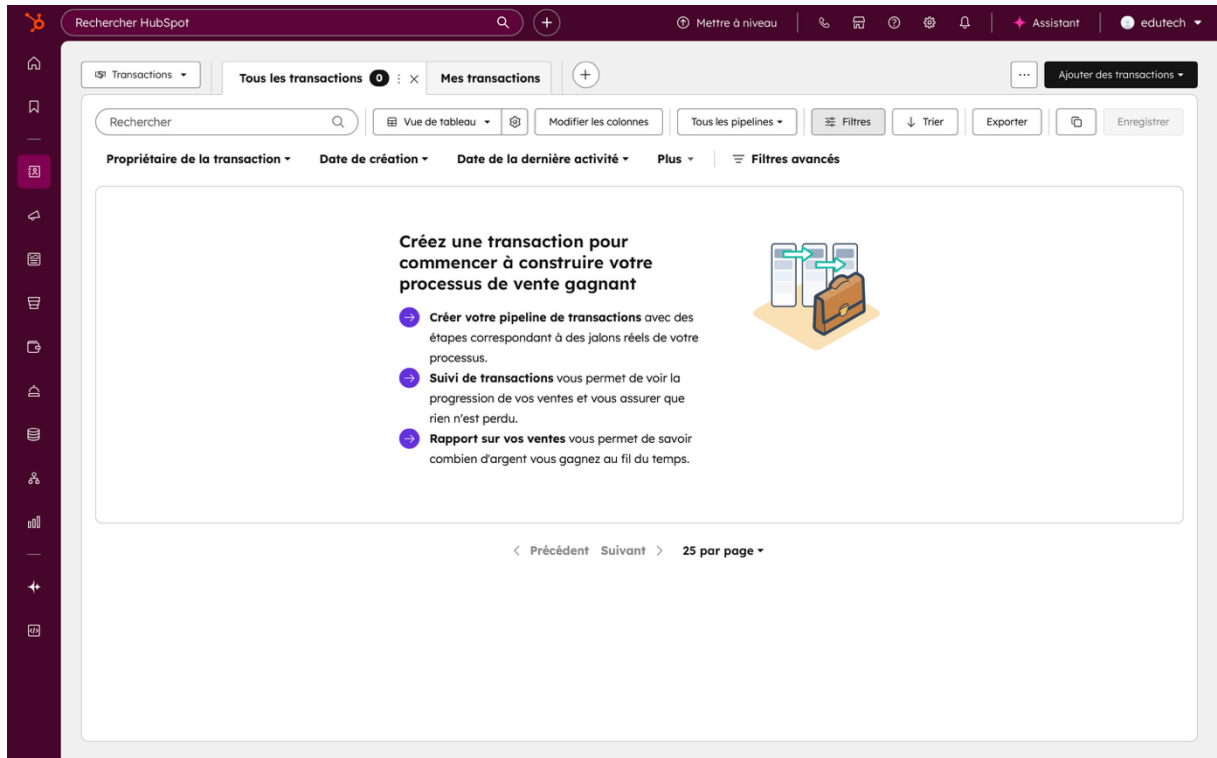 Rechercher HubSpot
Mettre à niveau
Assistant
edutech
Transactions
Tous les transactions 0
Mes transactions
Ajouter des transactions
Rechercher
Vue de tableau
Modifier les colonnes
Tous les pipelines
Filtres
Trier
Exporter
Enregistrer
Propriétaire de la transaction
Date de création
Date de la dernière activité
Plus
Filtres avancés
Créez une transaction pour
commencer à construire votre
processus de vente gagnant
Créer votre pipeline de transactions avec des
étapes correspondant à des jalons réels de votre
processus.
Suivi de transactions vous permet de voir la
progression de vos ventes et vous assurer que
rien n'est perdu.
Rapport sur vos ventes vous permet de savoir
combien d'argent vous gagnez au fil du temps.
Précédent Suivant 25 par page